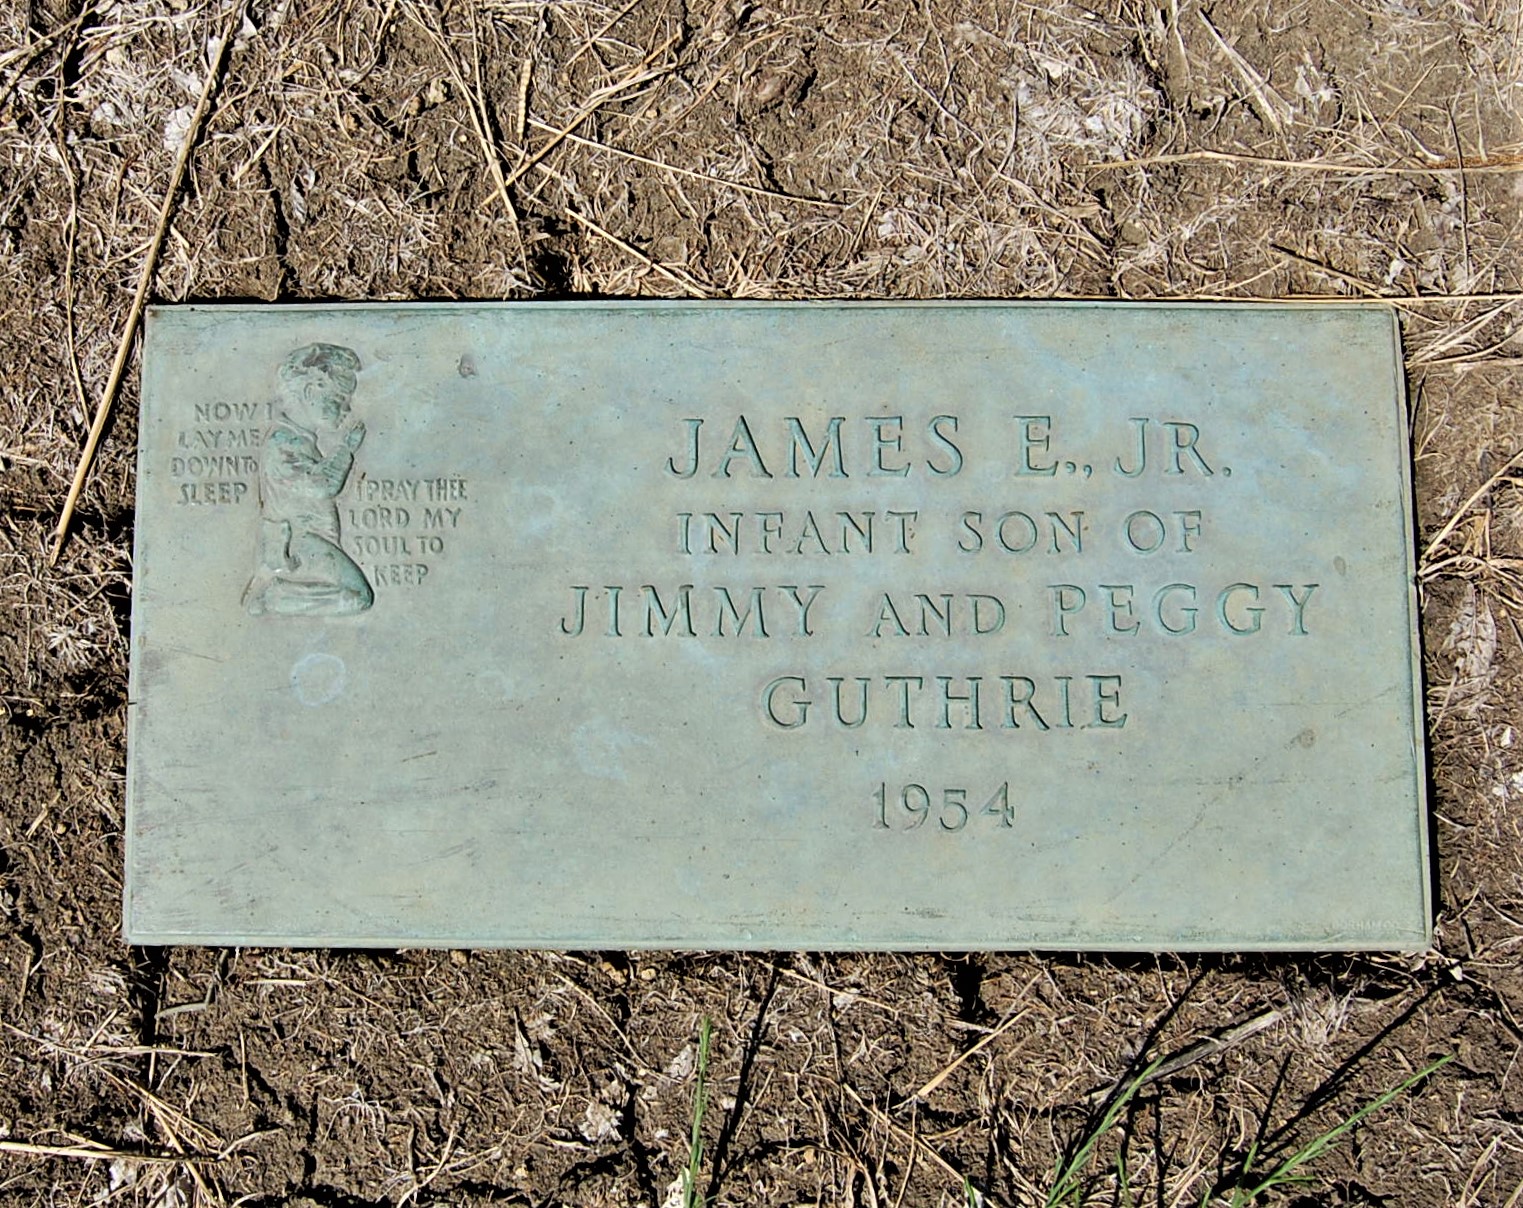 NOW I
LAY ME
DOWN TO
SLEEP
I PRAY THEE
LORD MY
SOUL TO
KEEP
JAMES E., JR.
INFANT SON OF
JIMMY AND PEGGY
GUTHRIE
1954